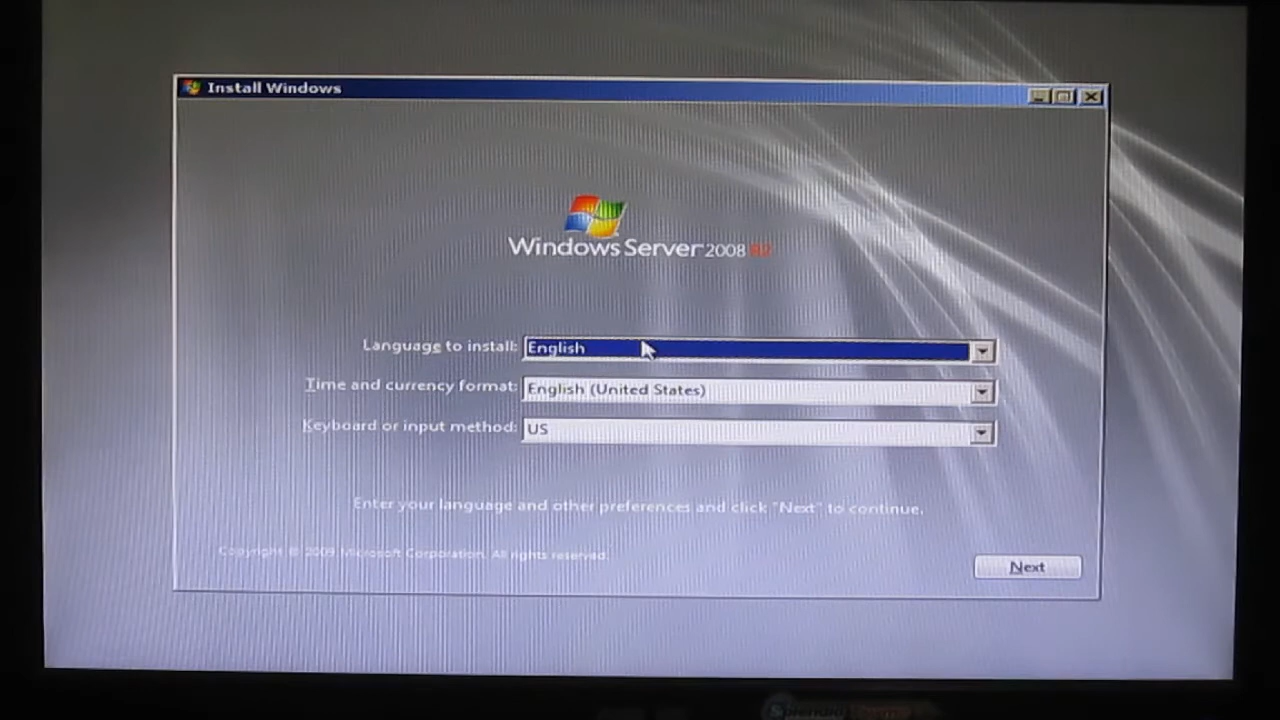 Install Windows
Windows Server 2008 R2
Language to install: English
Time and currency format: English (United States)
Keyboard or input method: US
Enter your language and other preferences and click "Next" to continue.
Copyright © 2009 Microsoft Corporation. All rights reserved.
Next
Splendid